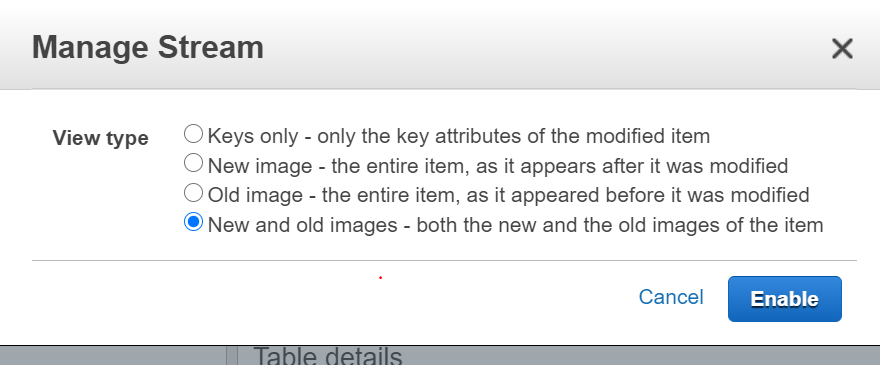 Manage Stream
View type
Keys only - only the key attributes of the modified item
New image - the entire item, as it appears after it was modified
Old image - the entire item, as it appeared before it was modified
New and old images - both the new and the old images of the item
Cancel
Enable
Table details